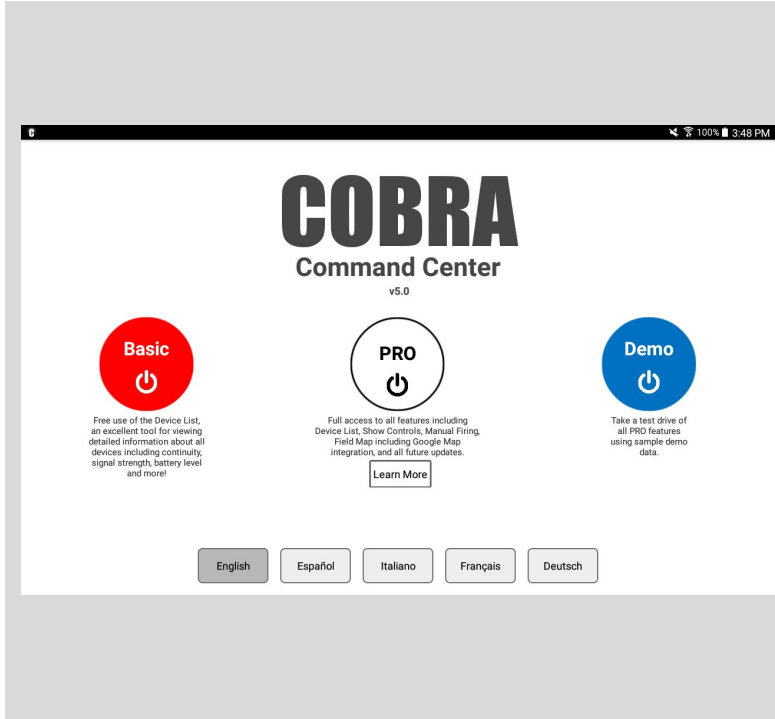 100% 3:48 PM
COBRA
Command Center
v5.0
Basic
Free use of the Device List,
an excellent tool for viewing
detailed information about all
devices including continuity,
signal strength, battery level
and more!
PRO
Full access to all features including
Device List, Show Controls, Manual Firing,
Field Map including Google Map
integration, and all future updates.
Learn More
Demo
Take a test drive of
all PRO features
using sample demo
data.
English Español Italiano Français Deutsch